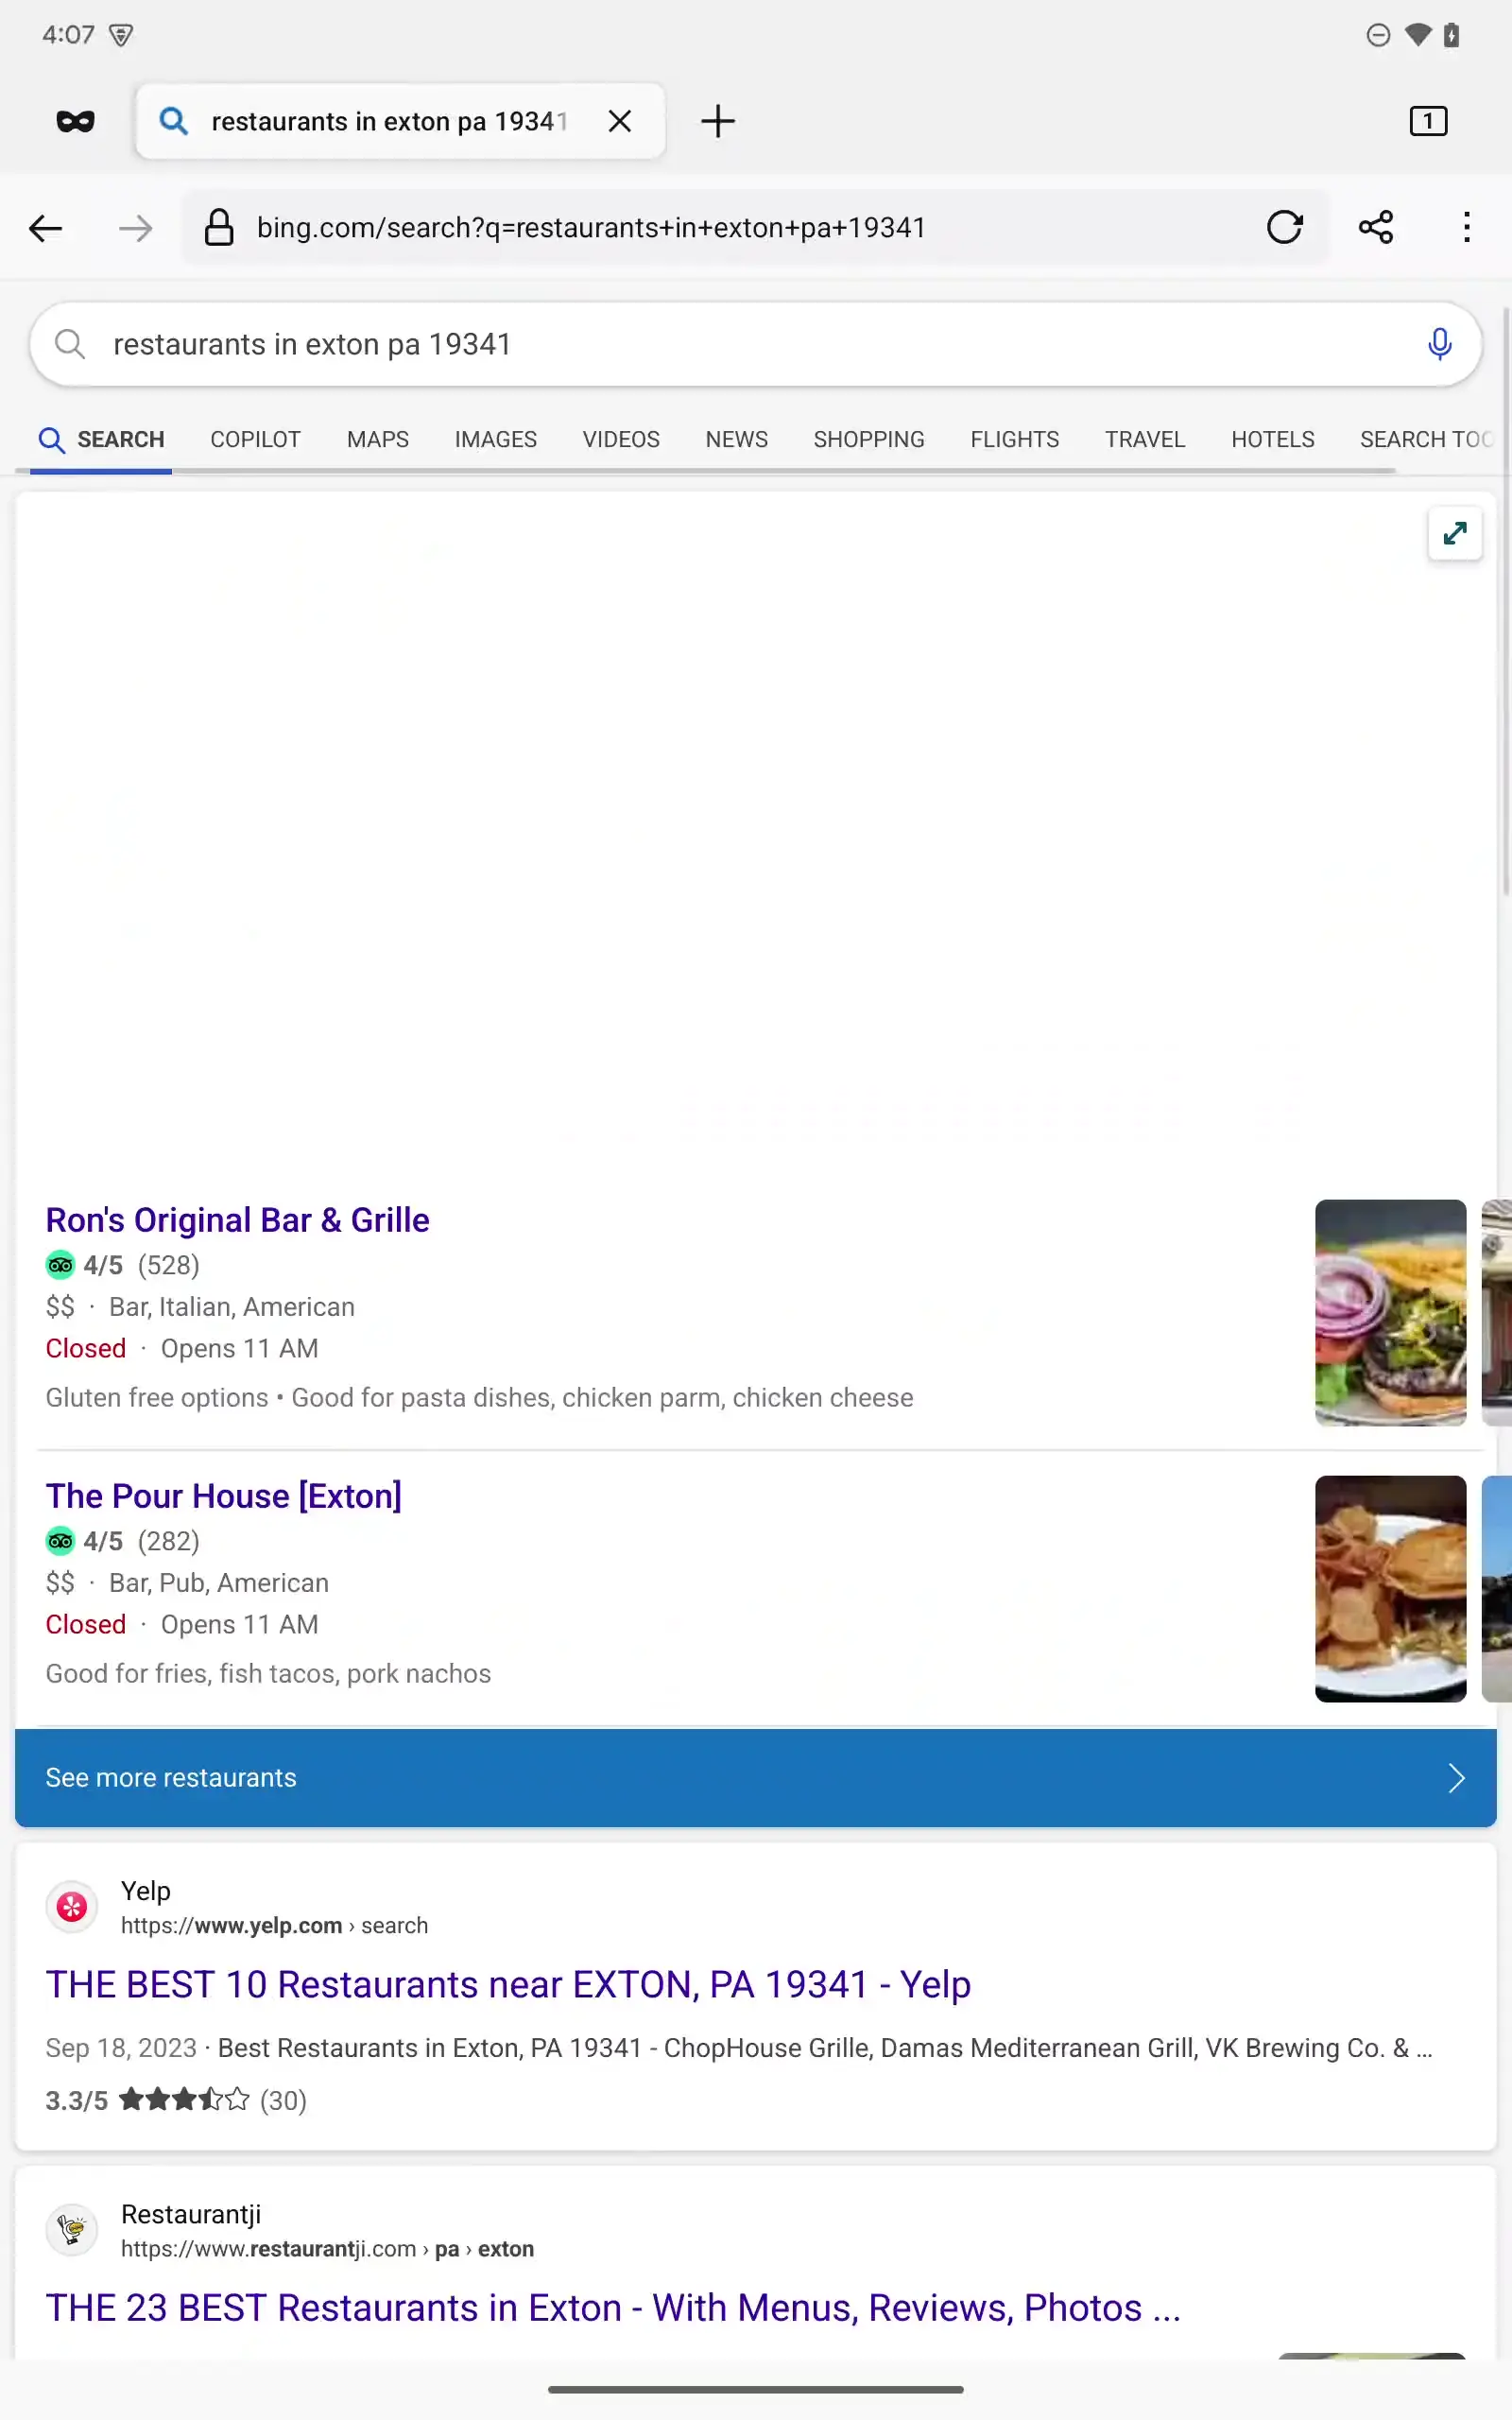 4:07
restaurants in exton pa 19341
1
bing.com/search?q=restaurants+in+exton+pa+19341
restaurants in exton pa 19341
SEARCH COPILOT MAPS IMAGES VIDEOS NEWS SHOPPING FLIGHTS TRAVEL HOTELS SEARCH TOO
Ron's Original Bar & Grille
4/5 (528)
$$ · Bar, Italian, American
Closed · Opens 11 AM
Gluten free options • Good for pasta dishes, chicken parm, chicken cheese
The Pour House [Exton]
4/5 (282)
$$ · Bar, Pub, American
Closed · Opens 11 AM
Good for fries, fish tacos, pork nachos
See more restaurants
Yelp
https://www.yelp.com › search
THE BEST 10 Restaurants near EXTON, PA 19341 - Yelp
Sep 18, 2023 · Best Restaurants in Exton, PA 19341 - ChopHouse Grille, Damas Mediterranean Grill, VK Brewing Co. & ...
3.3/5 (30)
Restaurantji
https://www.restaurantji.com › pa › exton
THE 23 BEST Restaurants in Exton - With Menus, Reviews, Photos ...